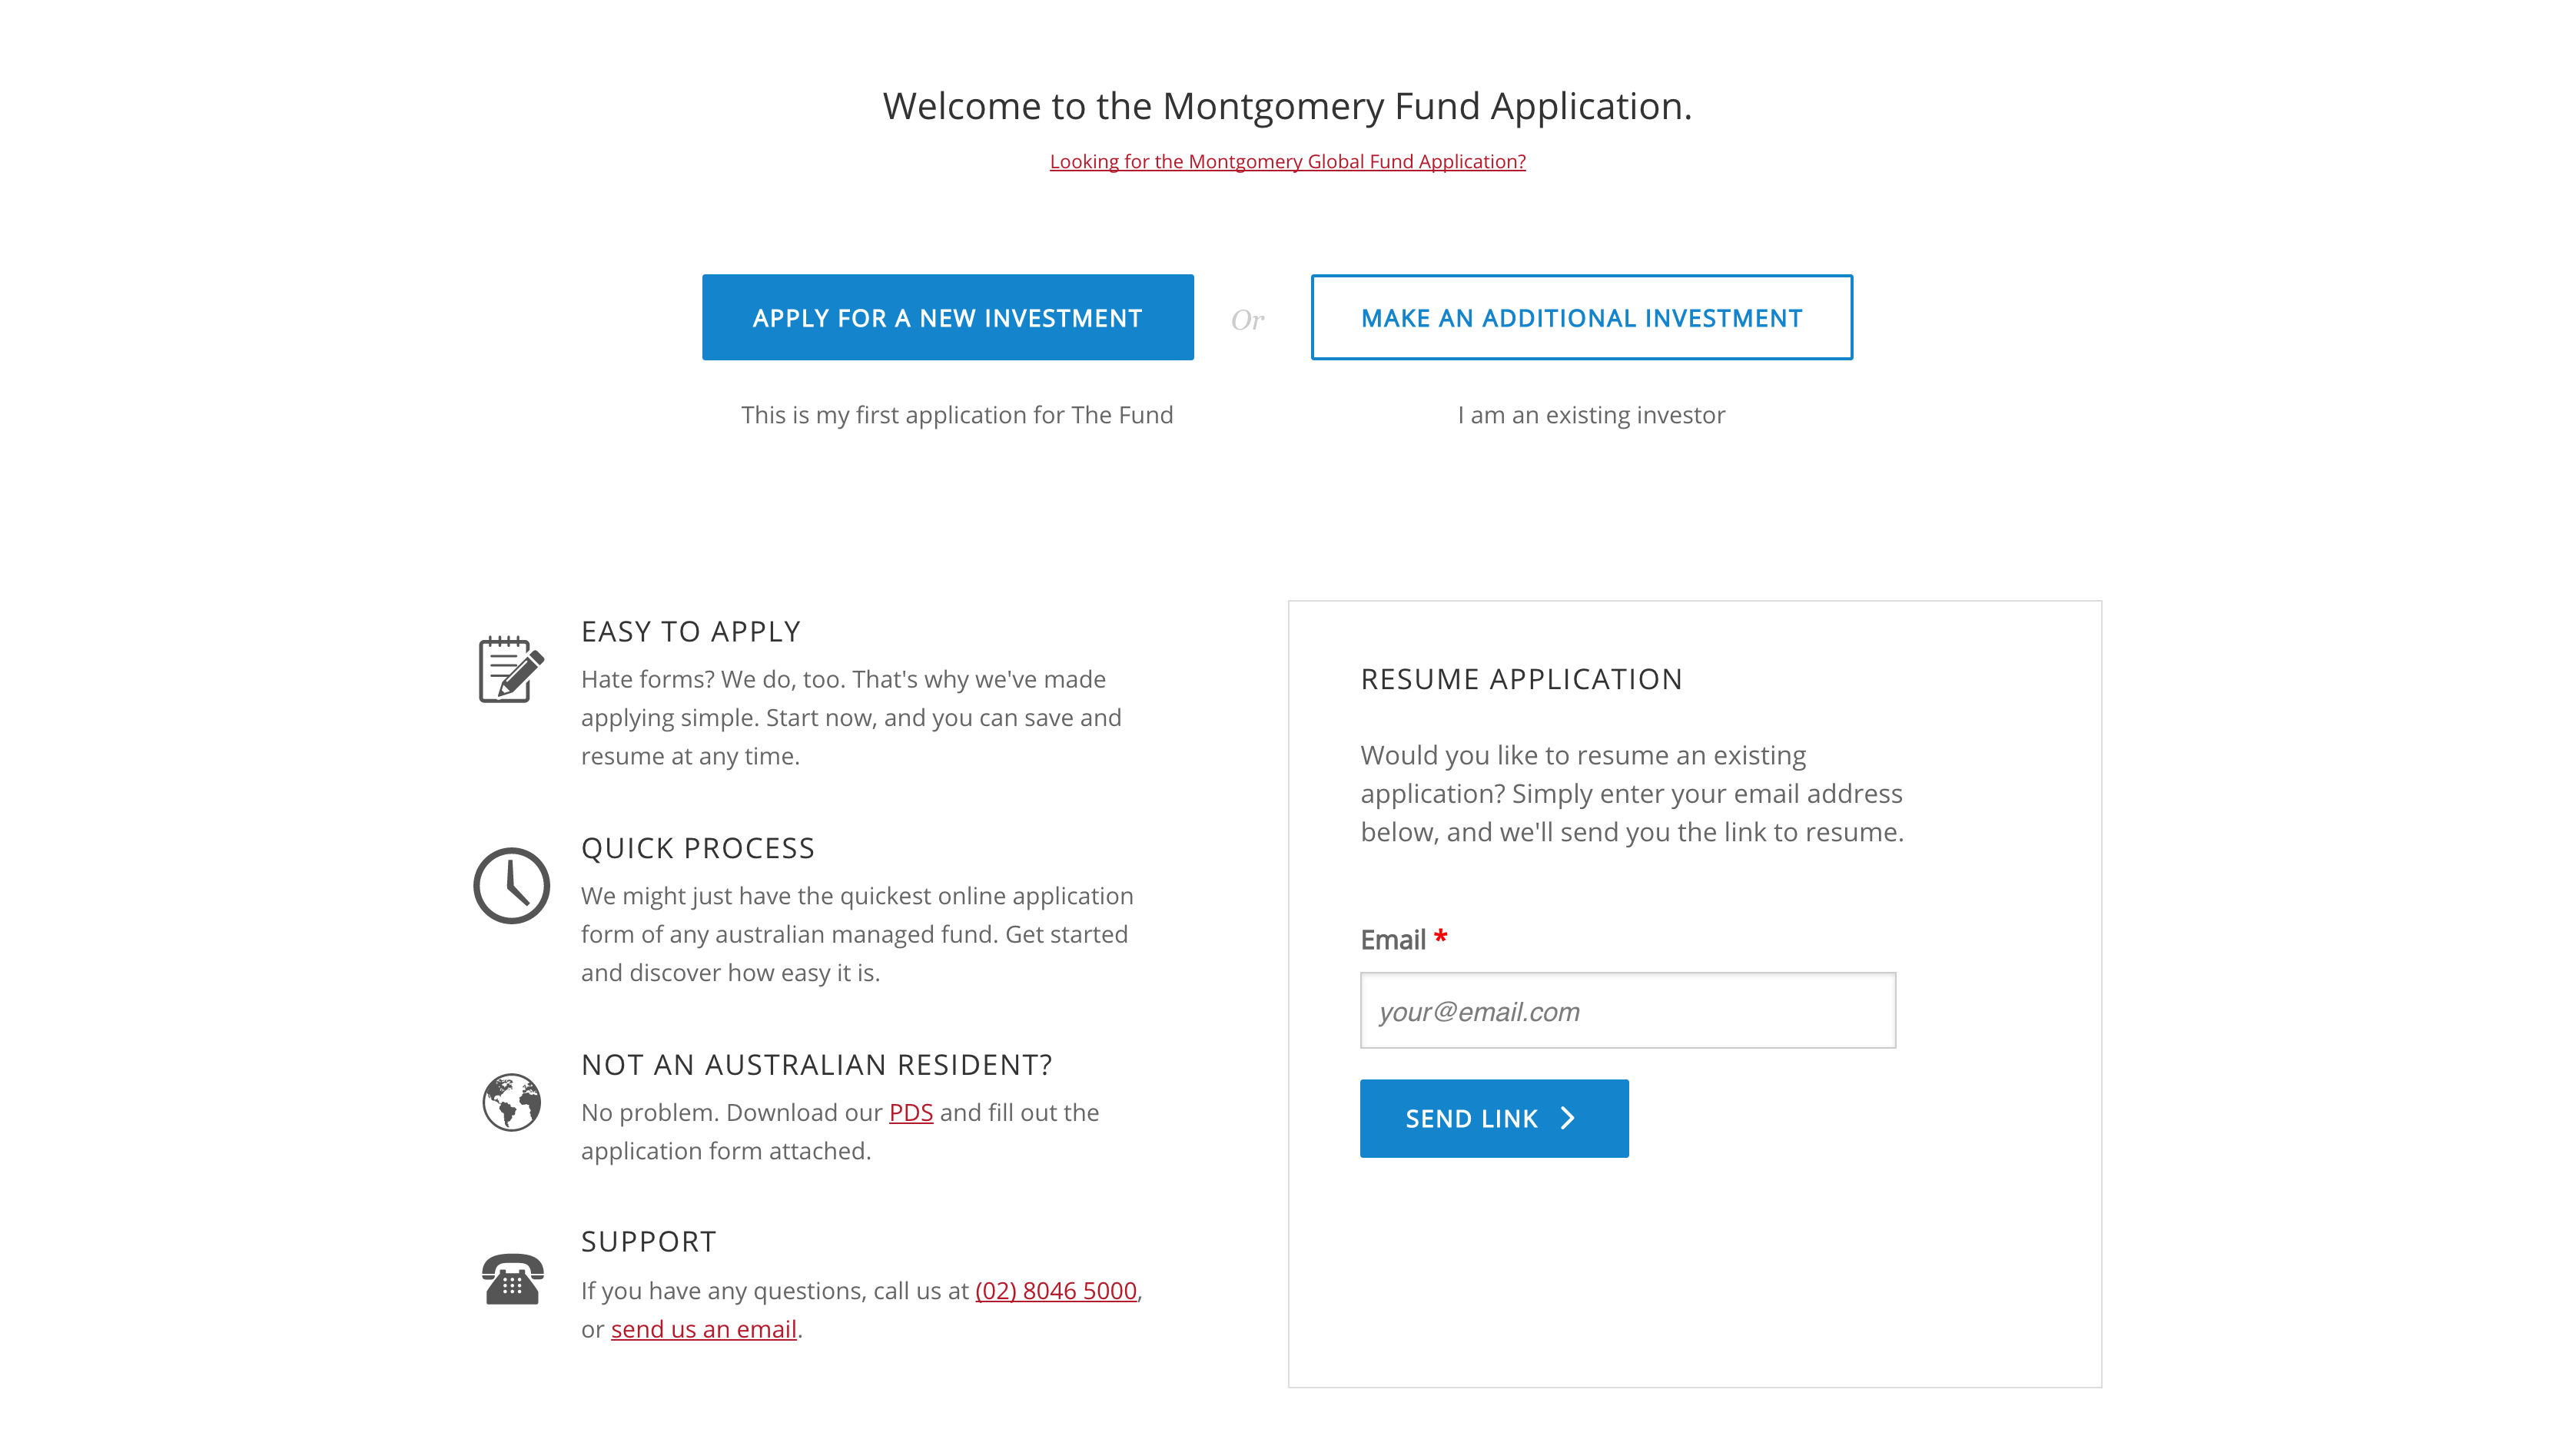 Welcome to the Montgomery Fund Application.
Looking for the Montgomery Global Fund Application?
APPLY FOR A NEW INVESTMENT
Or
MAKE AN ADDITIONAL INVESTMENT
This is my first application for The Fund
I am an existing investor
EASY TO APPLY
Hate forms? We do, too. That's why we've made
applying simple. Start now, and you can save and
resume at any time.
QUICK PROCESS
We might just have the quickest online application
form of any australian managed fund. Get started
and discover how easy it is.
NOT AN AUSTRALIAN RESIDENT?
No problem. Download our PDS and fill out the
application form attached.
SUPPORT
If you have any questions, call us at (02) 8046 5000,
or send us an email.
RESUME APPLICATION
Would you like to resume an existing
application? Simply enter your email address
below, and we'll send you the link to resume.
Email *
your@email.com
SEND LINK